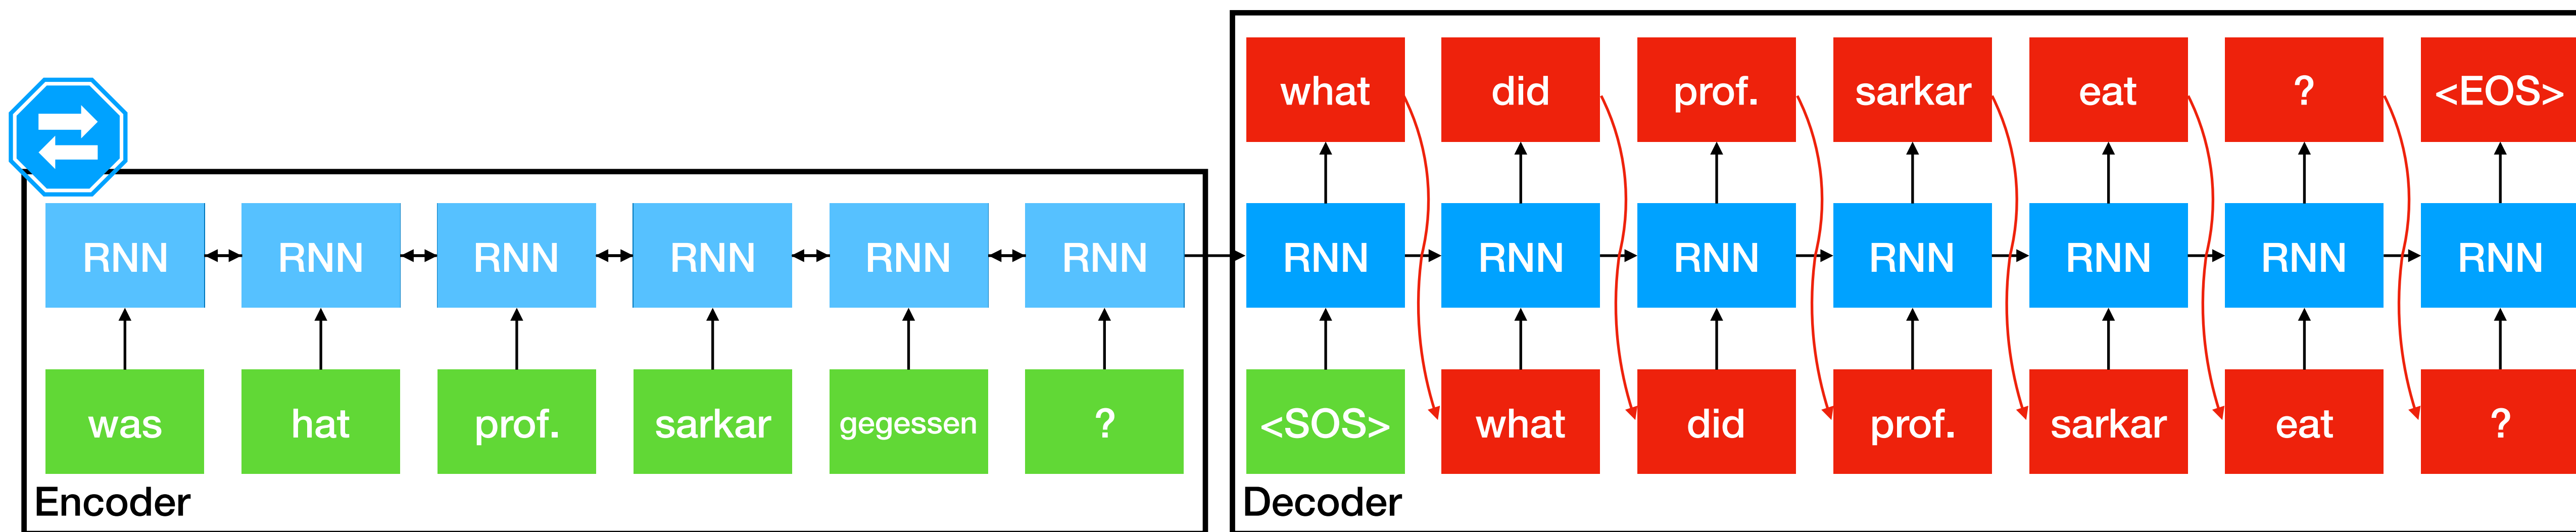 what did prof. sarkar eat ? <EOS>
RNN RNN RNN RNN RNN RNN RNN RNN RNN RNN RNN RNN RNN
was hat prof. sarkar gegessen ? <SOS> what did prof. sarkar eat ?
Encoder Decoder